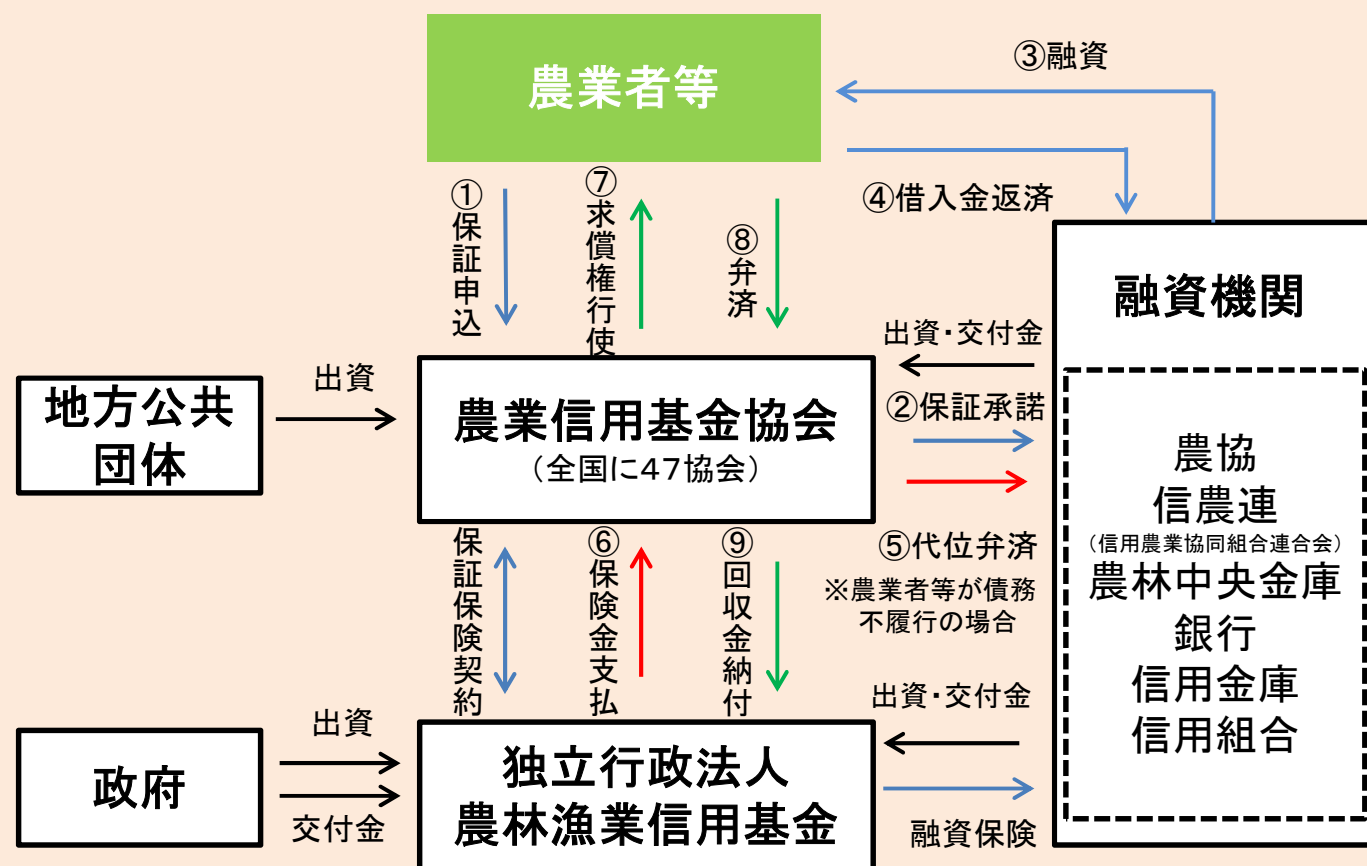 農業者等
③融資
④借入金返済
①保証申込
⑦求償権行使
⑧弁済
融資機関
出資・交付金
地方公共
団体
出資
農業信用基金協会
（全国に47協会）
②保証承諾
⑤代位弁済
※農業者等が債務
不履行の場合
農協
信農連
（信用農業協同組合連合会）
農林中央金庫
銀行
信用金庫
信用組合
保証保険契約
⑥保険金支払
⑨回収金納付
出資・交付金
政府
出資
交付金
独立行政法人
農林漁業信用基金
融資保険